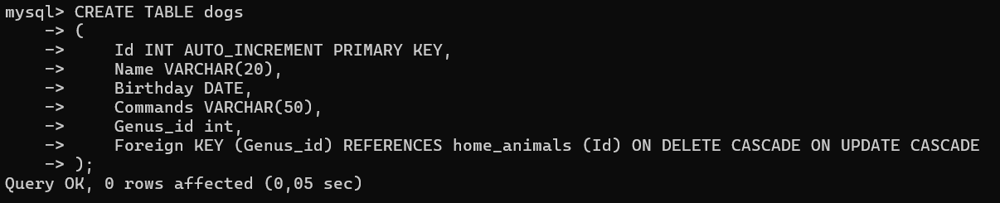 mysql> CREATE TABLE dogs
    -> (
    ->     Id INT AUTO_INCREMENT PRIMARY KEY,
    ->     Name VARCHAR(20),
    ->     Birthday DATE,
    ->     Commands VARCHAR(50),
    ->     Genus_id int,
    ->     Foreign KEY (Genus_id) REFERENCES home_animals (Id) ON DELETE CASCADE ON UPDATE CASCADE
    -> );
Query OK, 0 rows affected (0,05 sec)